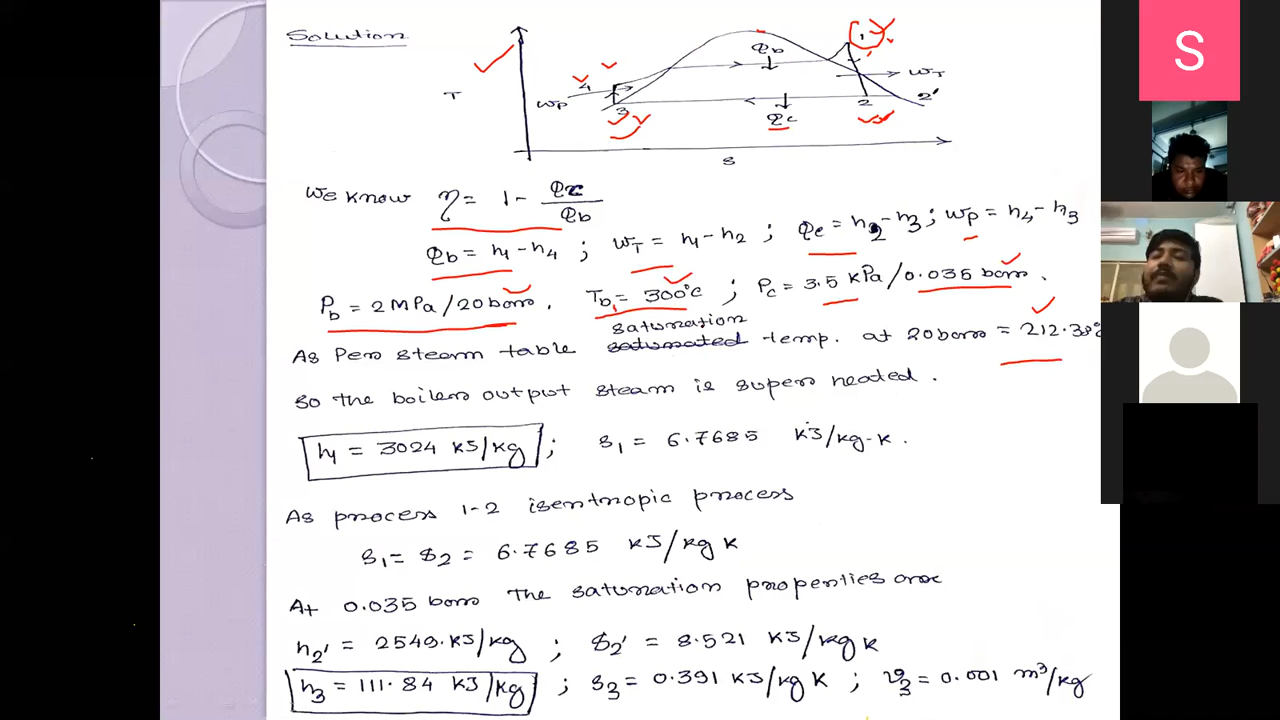 Solution
S
T
Qb
1
WT
4
WP
3
Qc
2
2'
s
We know η = 1 - Qc/Qb
Qb = h1 - h4 ; WT = h1 - h2 ; Qc = h2 - h3 ; WP = h4 - h3
Pb = 2 MPa / 20 bar . Tb1 = 300°C ; Pc = 3.5 kPa / 0.035 bar .
saturation
As Per steam table saturated temp. at 20 bar = 212.38°
so the boiler output steam is super heated .
h1 = 3024 KJ/kg ; s1 = 6.7685 KJ/kg-K .
As process 1-2 isentropic process
s1 = s2 = 6.7685 KJ/kg K
At 0.035 bar the saturation properties are
h2' = 2549. KJ/kg ; s2' = 8.521 KJ/kg K
h3 = 111.84 KJ/kg ; s3 = 0.391 KJ/kg K ; v3 = 0.001 m³/kg